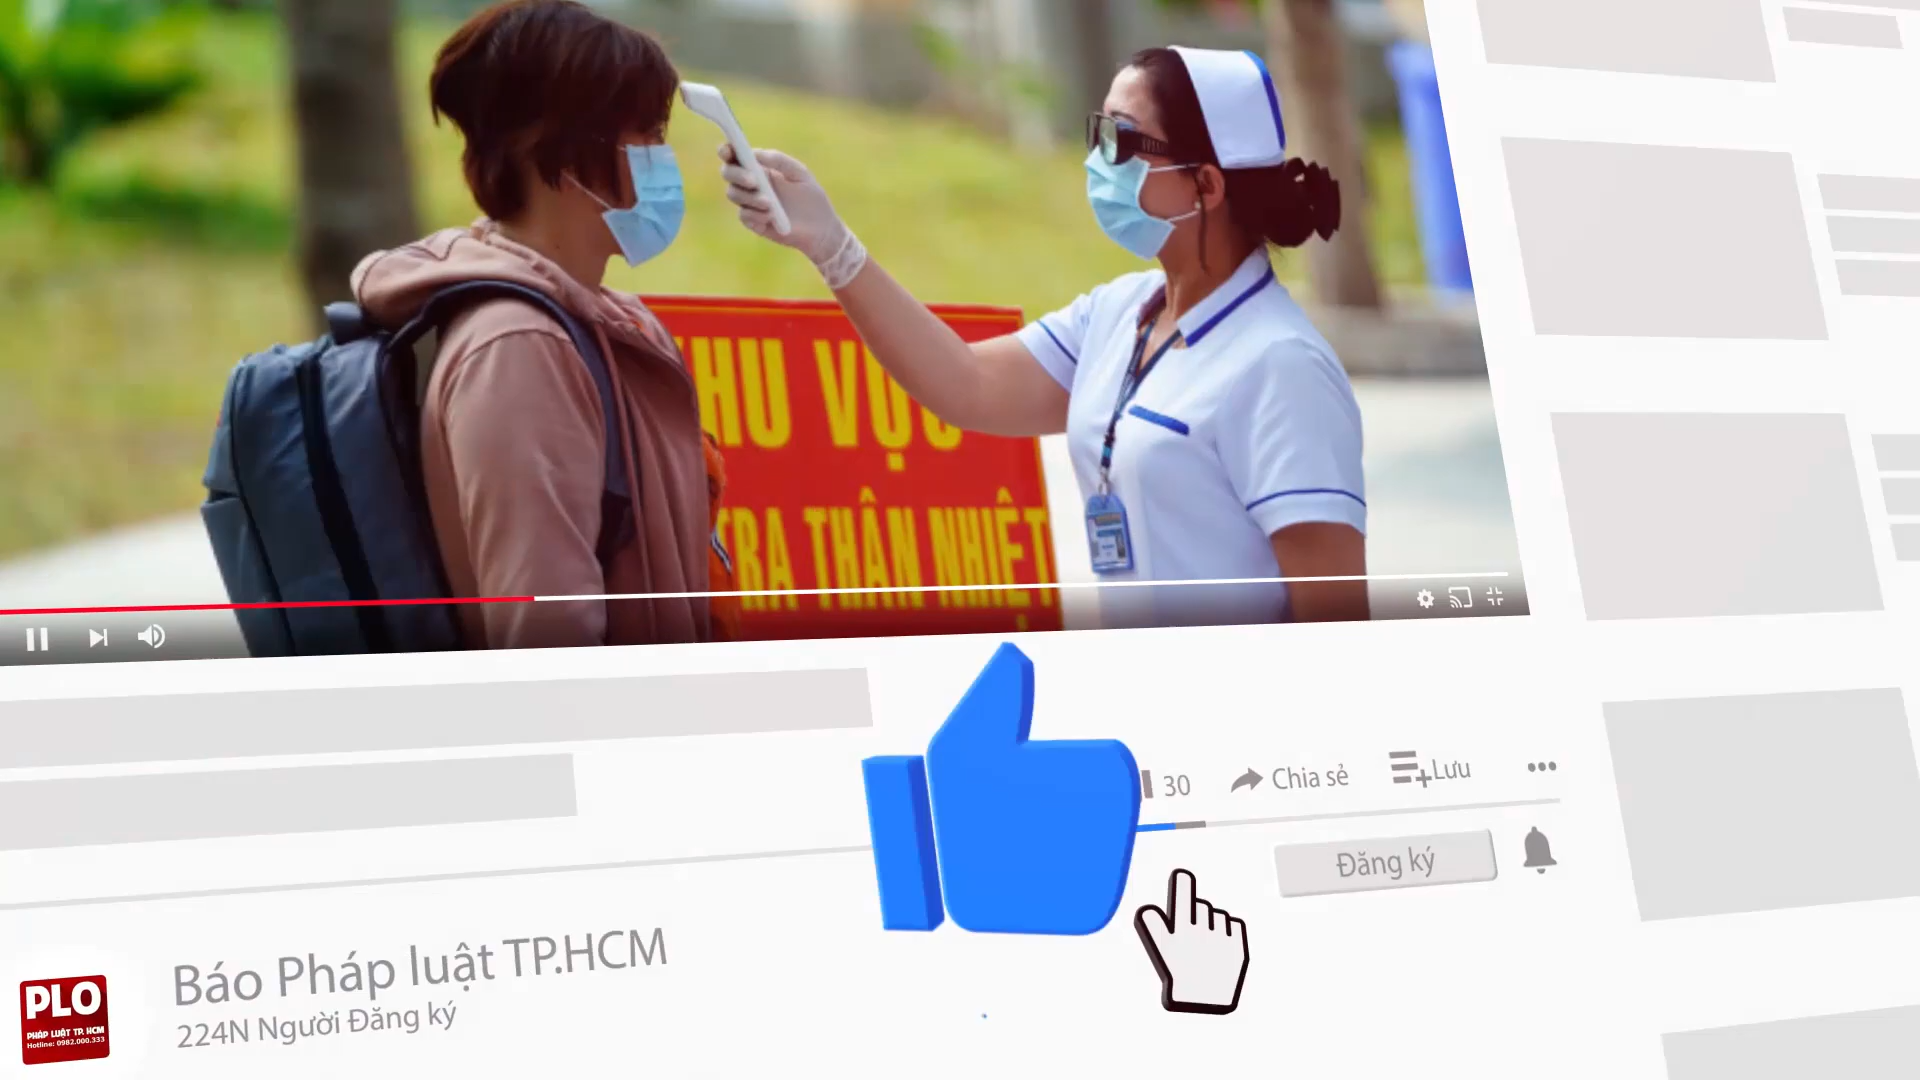 HU VỰC
TRA THÂN NHIỆT
30
Chia sẻ
Lưu
Đăng ký
Báo Pháp luật TP.HCM
224N Người Đăng ký
PLO
PHÁP LUẬT TP. HCM
Hotline: 0982.000.333